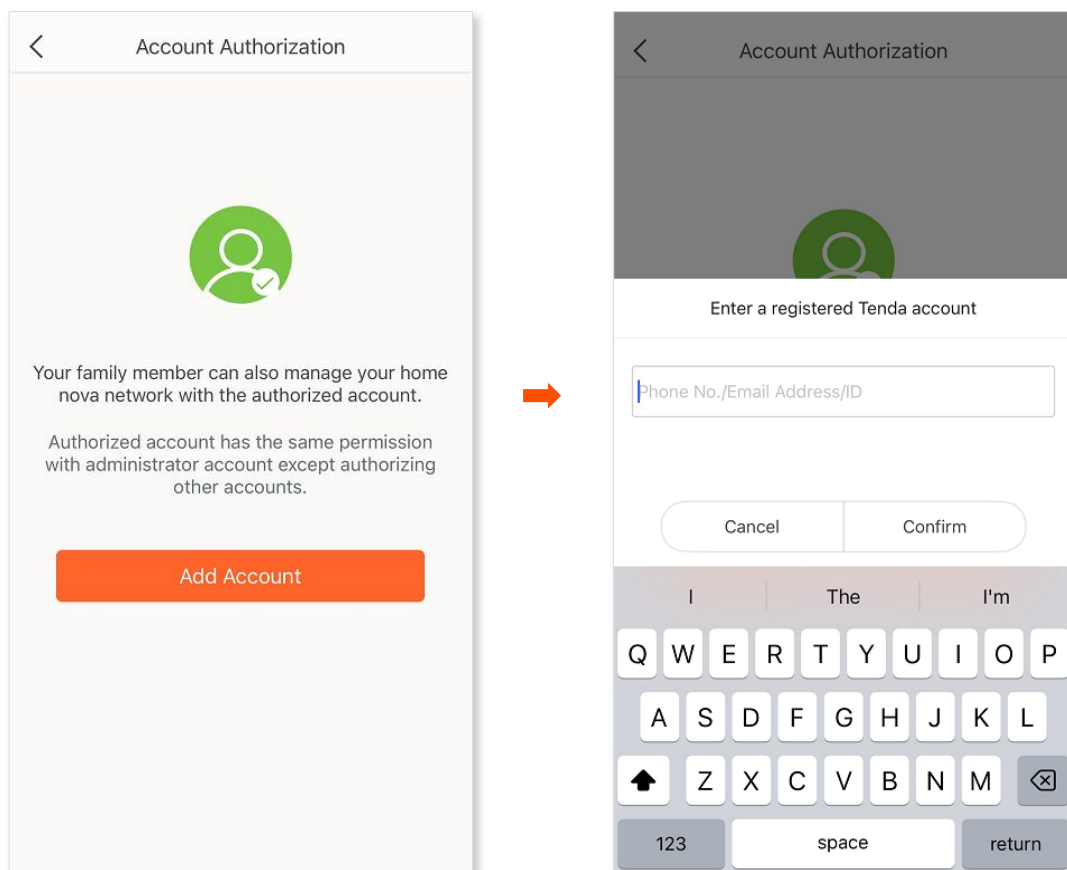 Account Authorization
Your family member can also manage your home
nova network with the authorized account.
Authorized account has the same permission
with administrator account except authorizing
other accounts.
Add Account
Account Authorization
Enter a registered Tenda account
Phone No./Email Address/ID
Cancel Confirm
I The I'm
Q W E R T Y U I O P
A S D F G H J K L
Z X C V B N M
123 space return